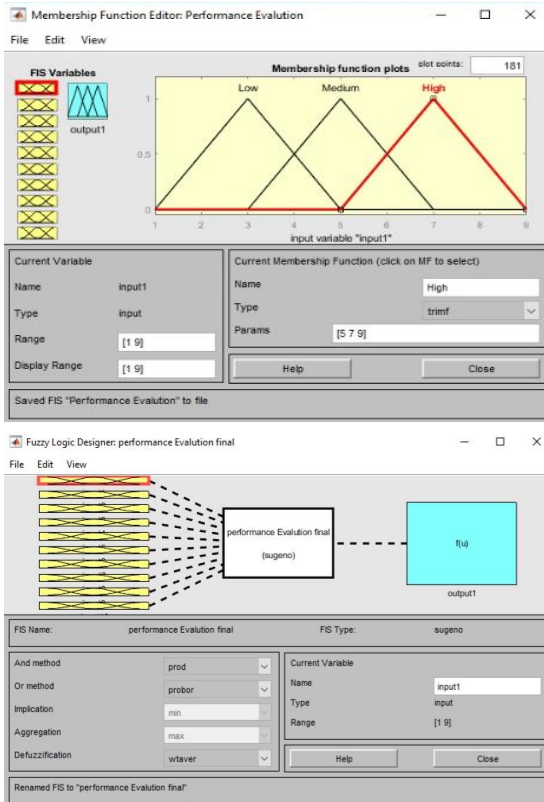 Membership Function Editor: Performance Evalution
File Edit View
FIS Variables
Membership function plots
plot points: 181
output1
Low Medium High
1
0.5
0
1 2 3 4 5 6 7 8 9
input variable "input1"
Current Variable
Name input1
Type input
Range [1 9]
Display Range [1 9]
Current Membership Function (click on MF to select)
Name High
Type trimf
Params [5 7 9]
Help Close
Saved FIS "Performance Evalution" to file
Fuzzy Logic Designer: performance Evalution final
File Edit View
performance Evalution final
(sugeno)
f(u)
output1
FIS Name: performance Evalution final FIS Type: sugeno
And method prod
Or method probor
Implication min
Aggregation max
Defuzzification wtaver
Current Variable
Name input1
Type input
Range [1 9]
Help Close
Renamed FIS to "performance Evalution final"